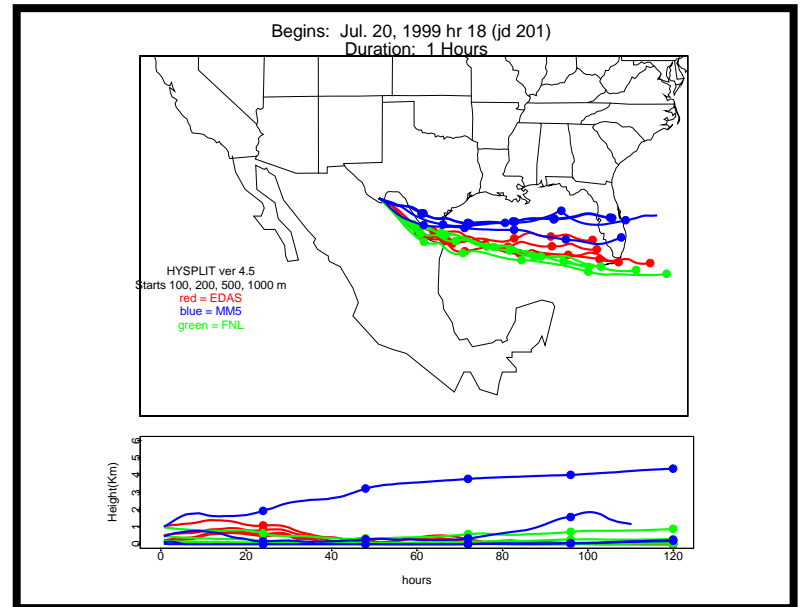 Begins: Jul. 20, 1999 hr 18 (jd 201)
Duration: 1 Hours
HYSPLIT ver 4.5
Starts 100, 200, 500, 1000 m
red = EDAS
blue = MM5
green = FNL
Height(Km)
6
5
4
3
2
1
0
0 20 40 60 80 100 120
hours